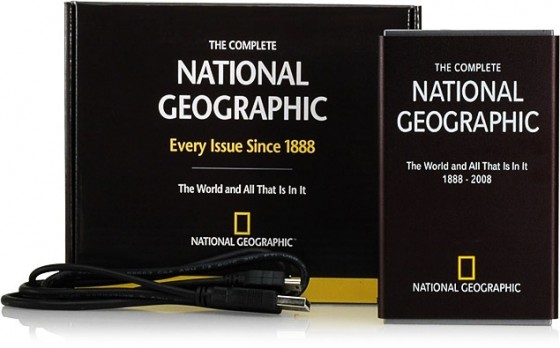 THE COMPLETE
NATIONAL
GEOGRAPHIC
Every Issue Since 1888
The World and All That Is In It
NATIONAL GEOGRAPHIC™
THE COMPLETE
NATIONAL
GEOGRAPHIC
The World and All That Is In It
1888 - 2008
NATIONAL GEOGRAPHIC